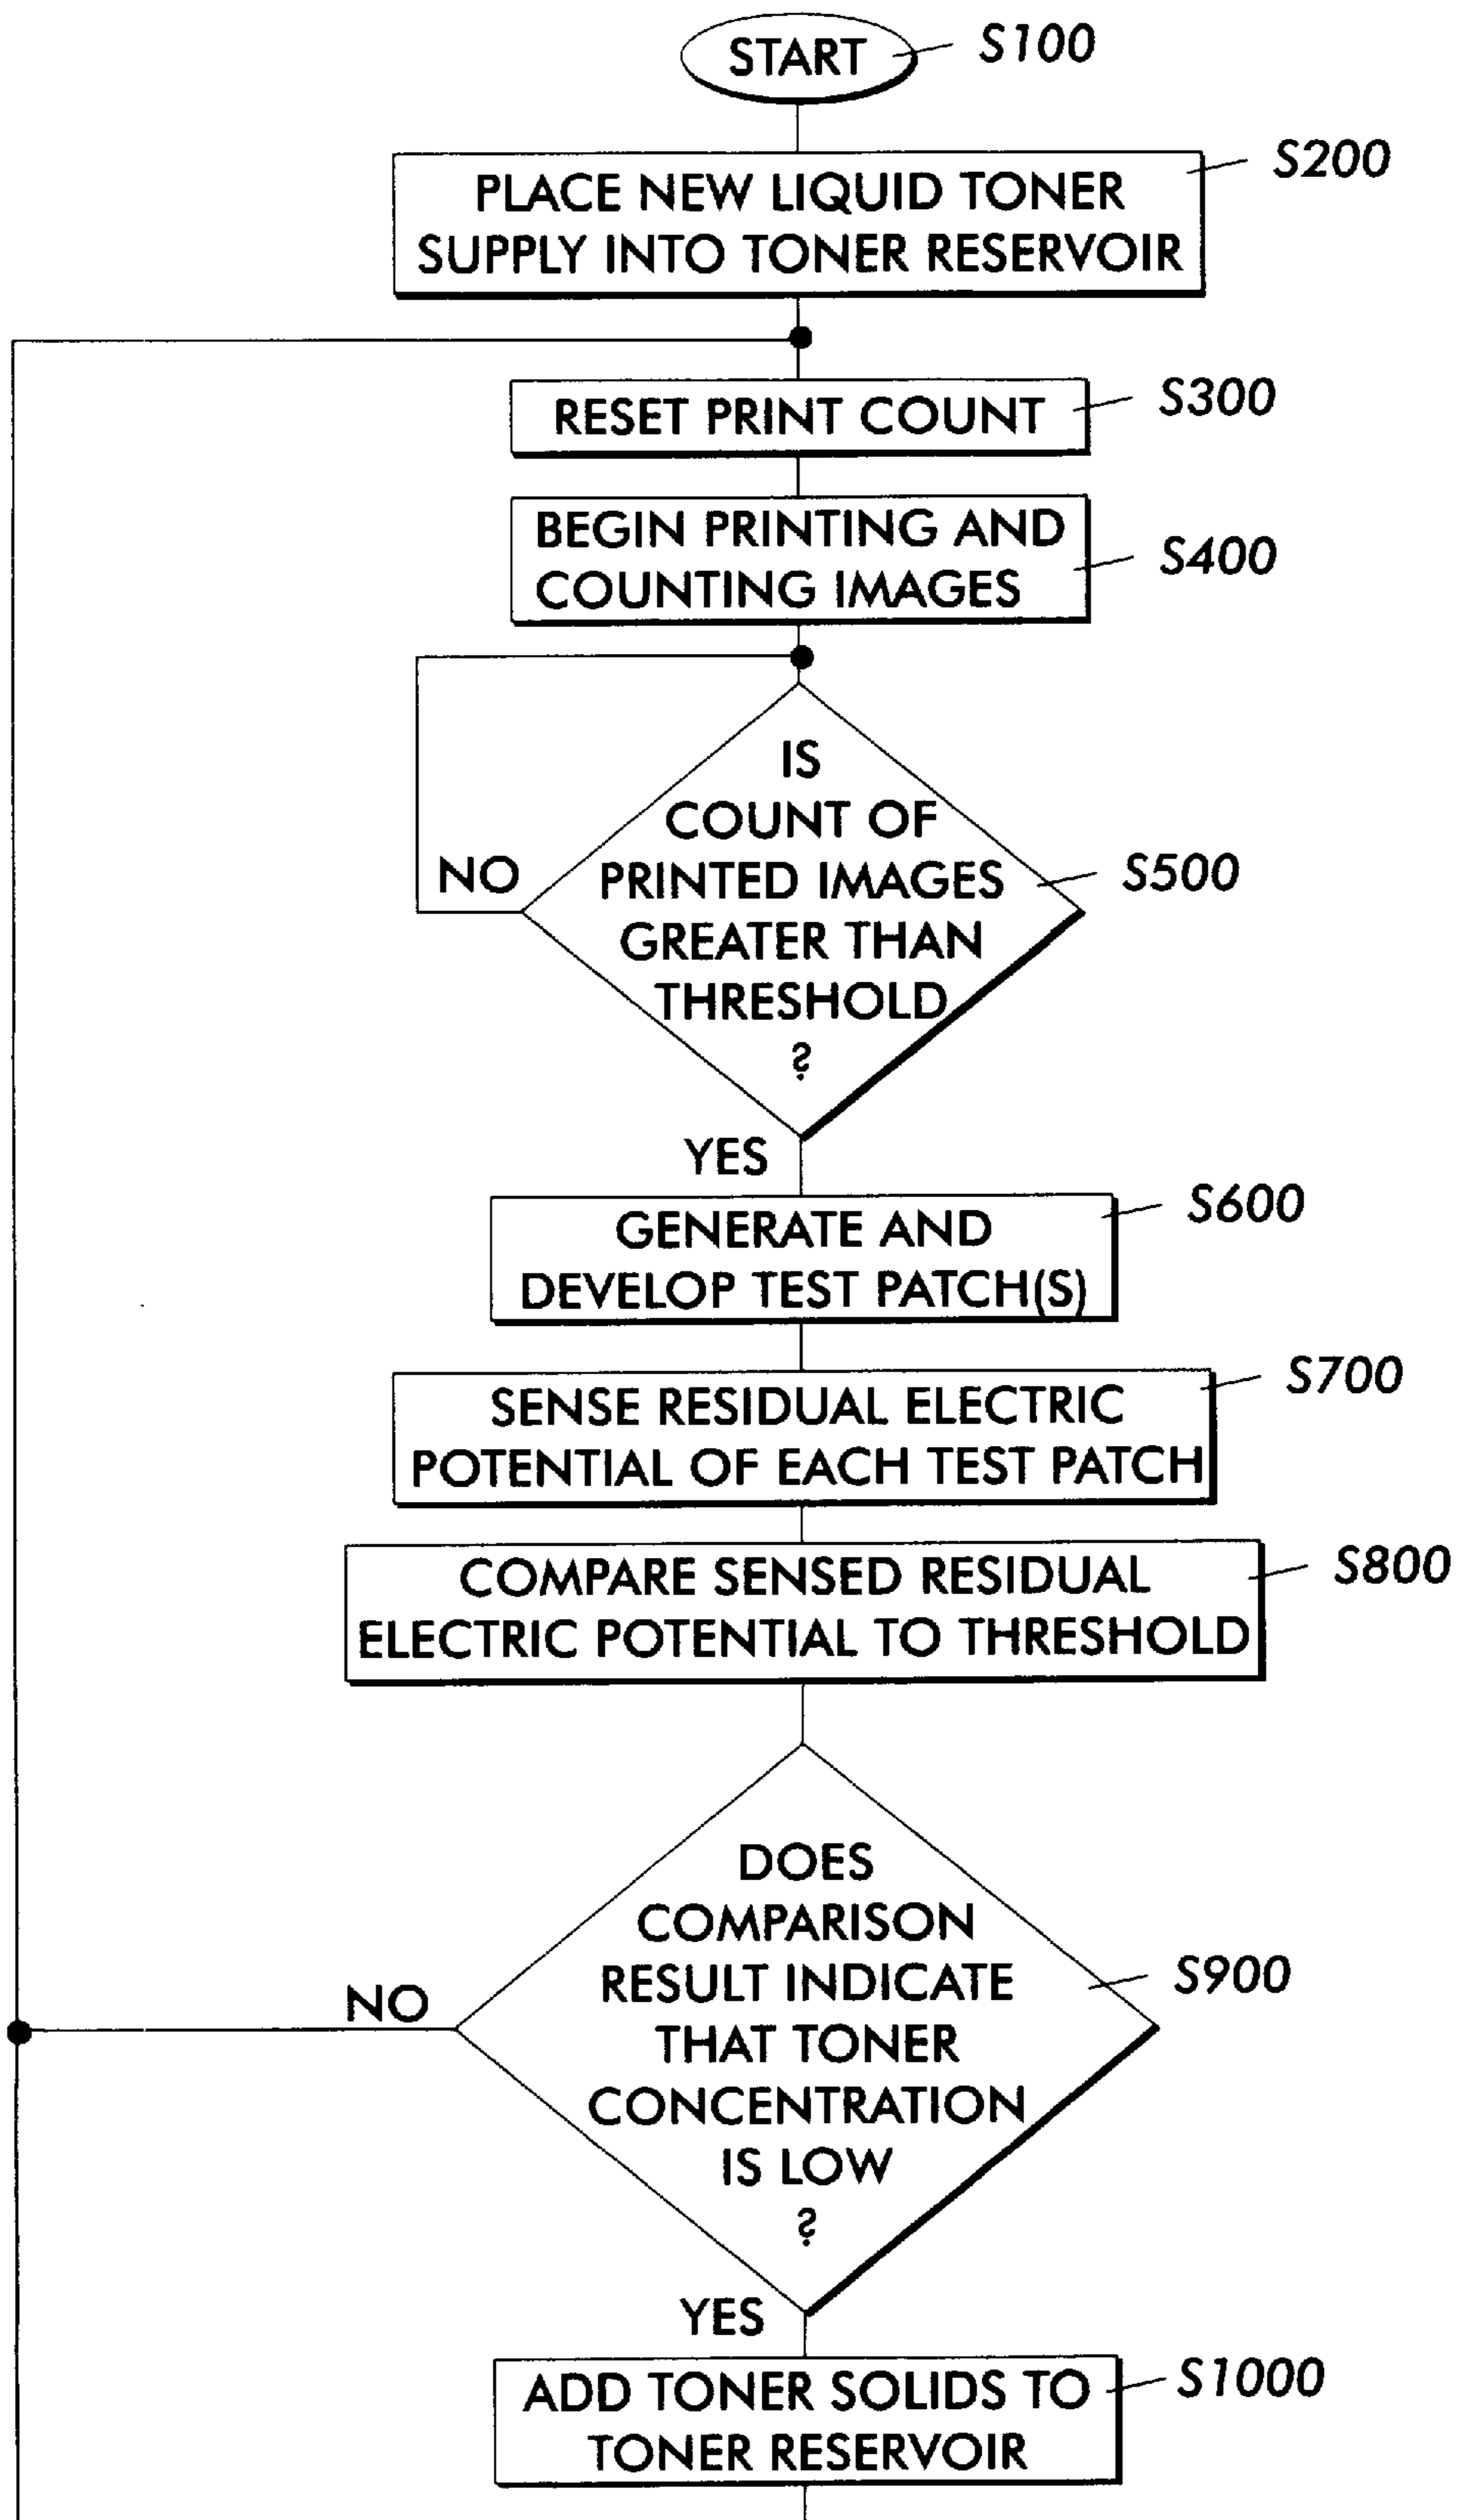 START
S100
PLACE NEW LIQUID TONER
SUPPLY INTO TONER RESERVOIR
S200
RESET PRINT COUNT
S300
BEGIN PRINTING AND
COUNTING IMAGES
S400
IS
COUNT OF
PRINTED IMAGES
GREATER THAN
THRESHOLD
?
S500
NO
YES
GENERATE AND
DEVELOP TEST PATCH(S)
S600
SENSE RESIDUAL ELECTRIC
POTENTIAL OF EACH TEST PATCH
S700
COMPARE SENSED RESIDUAL
ELECTRIC POTENTIAL TO THRESHOLD
S800
DOES
COMPARISON
RESULT INDICATE
THAT TONER
CONCENTRATION
IS LOW
?
S900
NO
YES
ADD TONER SOLIDS TO
TONER RESERVOIR
S1000